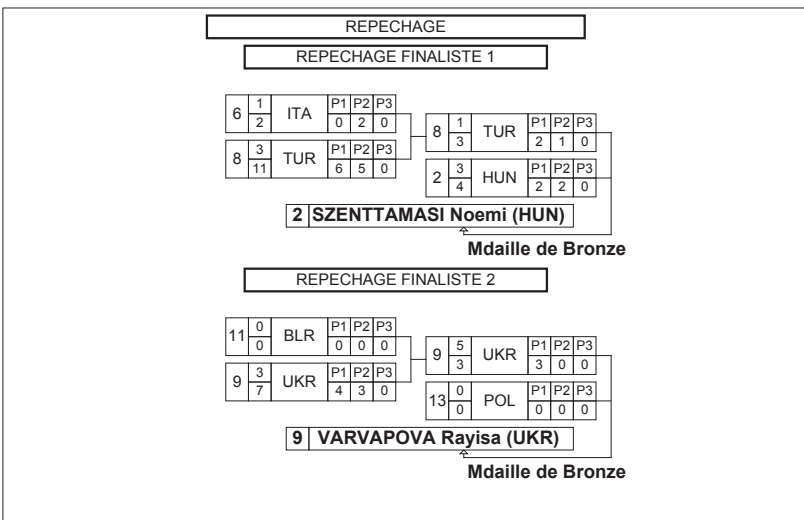 REPECHAGE
REPECHAGE FINALISTE 1
6 1 ITA P1 P2 P3
2 0 2 0
8 1 TUR P1 P2 P3
3 2 1 0
8 3 TUR P1 P2 P3
11 6 5 0
2 3 HUN P1 P2 P3
4 2 2 0
2 SZENTTAMASI Noemi (HUN)
Mdaille de Bronze
REPECHAGE FINALISTE 2
11 0 BLR P1 P2 P3
0 0 0 0
9 5 UKR P1 P2 P3
3 3 0 0
9 3 UKR P1 P2 P3
7 4 3 0
13 0 POL P1 P2 P3
0 0 0 0
9 VARVAPOVA Rayisa (UKR)
Mdaille de Bronze